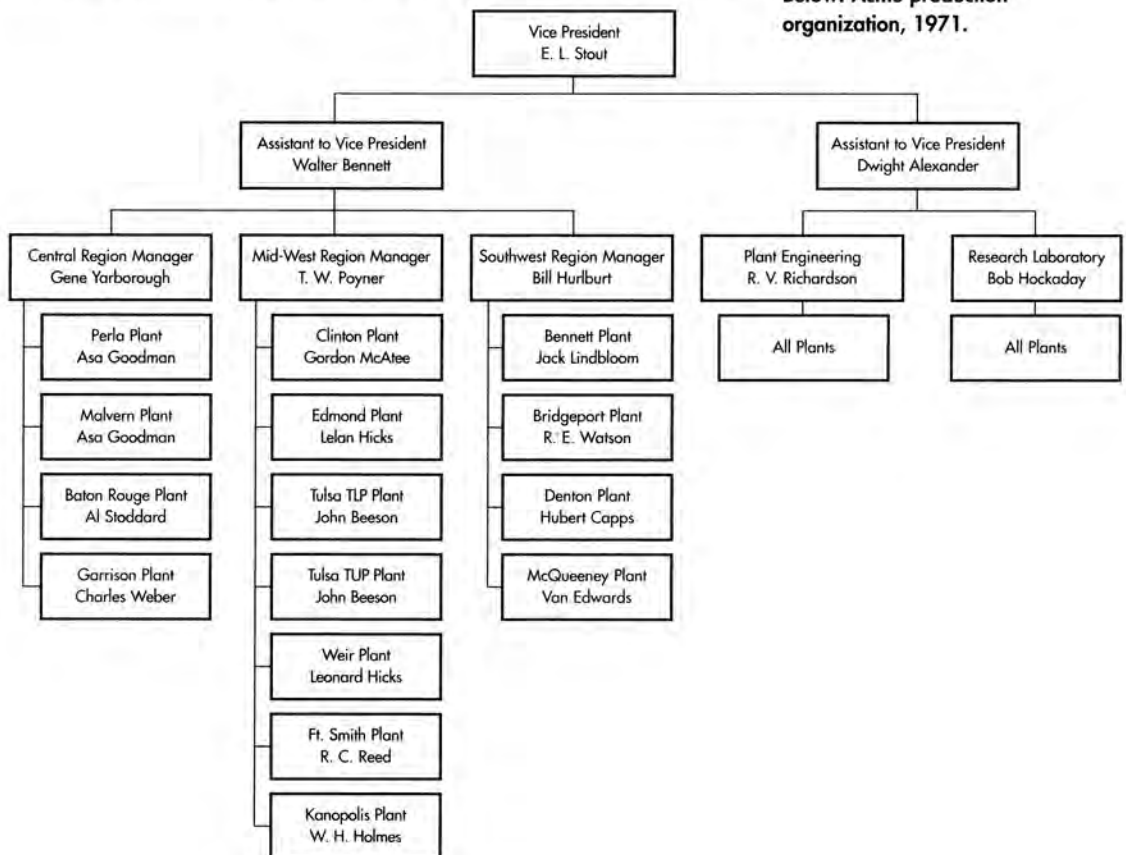 Below: Acme production
organization, 1971.
Vice President
E. L. Stout
Assistant to Vice President
Walter Bennett
Assistant to Vice President
Dwight Alexander
Central Region Manager
Gene Yarborough
Mid-West Region Manager
T. W. Poyner
Southwest Region Manager
Bill Hurlburt
Plant Engineering
R. V. Richardson
Research Laboratory
Bob Hockaday
Perla Plant
Asa Goodman
Malvern Plant
Asa Goodman
Baton Rouge Plant
Al Stoddard
Garrison Plant
Charles Weber
Clinton Plant
Gordon McAtee
Edmond Plant
Lelan Hicks
Tulsa TLP Plant
John Beeson
Tulsa TUP Plant
John Beeson
Weir Plant
Leonard Hicks
Ft. Smith Plant
R. C. Reed
Kanopolis Plant
W. H. Holmes
Bennett Plant
Jack Lindbloom
Bridgeport Plant
R. E. Watson
Denton Plant
Hubert Capps
McQueeney Plant
Van Edwards
All Plants
All Plants